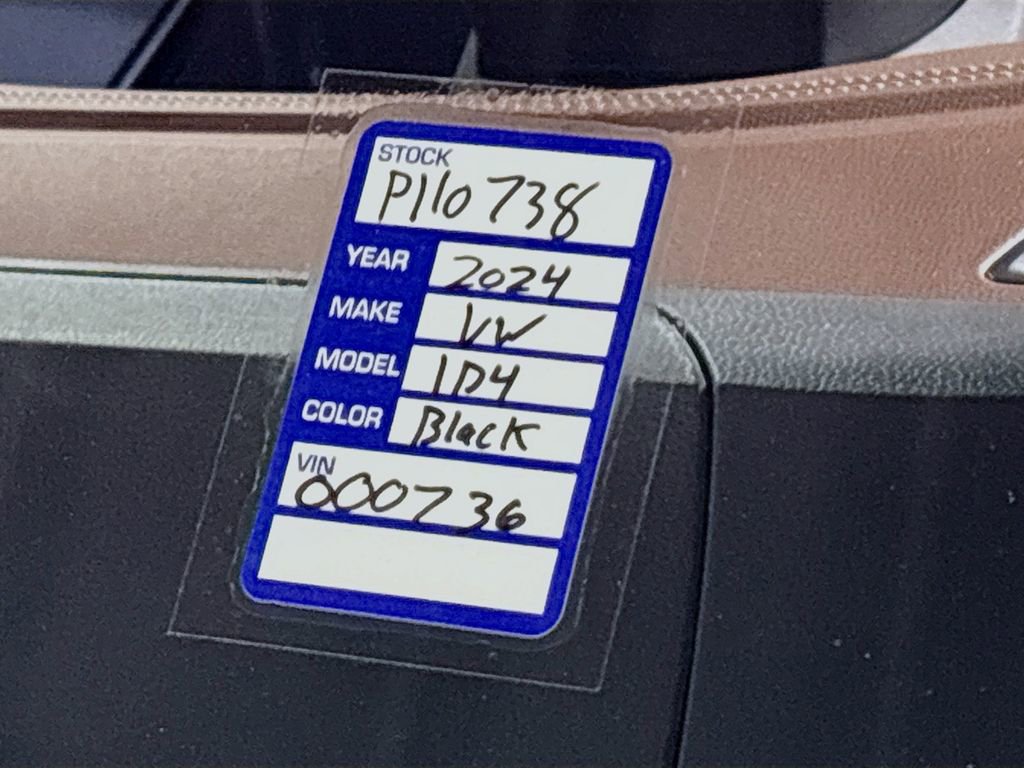 STOCK
P110738
YEAR 2024
MAKE VW
MODEL ID4
COLOR Black
VIN
000736